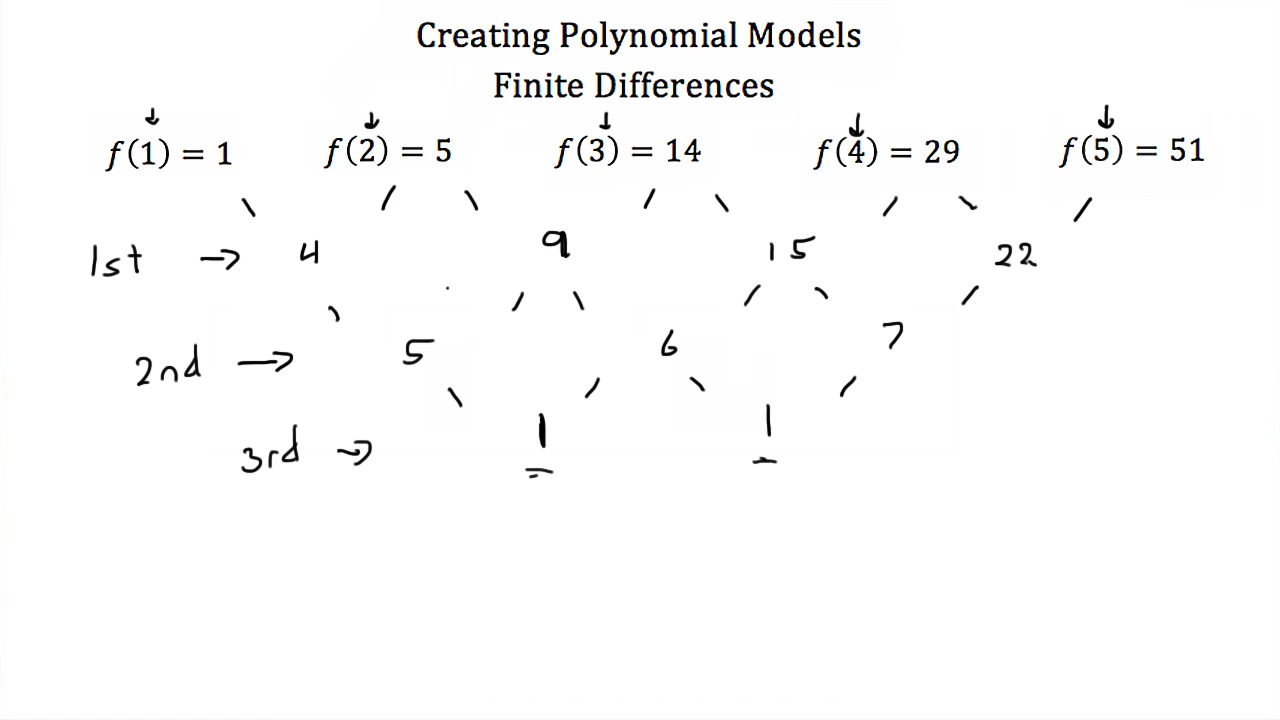 Creating Polynomial Models
Finite Differences
f(1) = 1 f(2) = 5 f(3) = 14 f(4) = 29 f(5) = 51
1st → 4 9 15 22
2nd → 5 6 7
3rd → 1 1